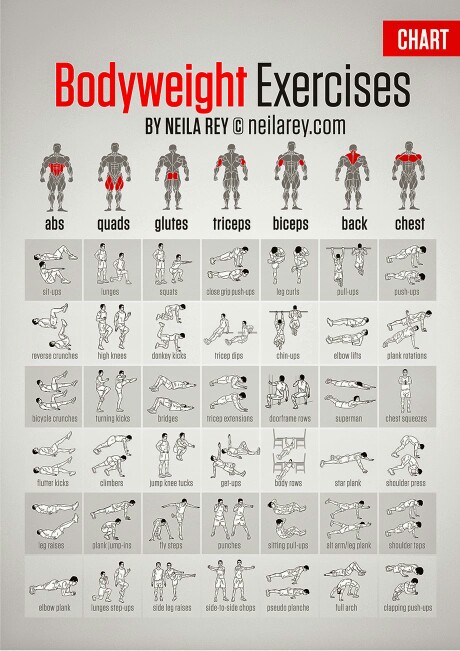 CHART
Bodyweight Exercises
BY NEILA REY © neilarey.com
abs quads glutes triceps biceps back chest
sit-ups lunges squats close grip push-ups leg curls pull-ups push-ups
reverse crunches high knees donkey kicks tricep dips chin-ups elbow lifts plank rotations
bicycle crunches turning kicks bridges tricep extensions doorframe rows superman chest squeezes
flutter kicks climbers jump knee tucks get-ups body rows star plank shoulder press
leg raises plank jump-ins fly steps punches sitting pull-ups alt arm/leg plank shoulder taps
elbow plank lunges step-ups side leg raises side-to-side chops pseudo planche full arch clapping push-ups